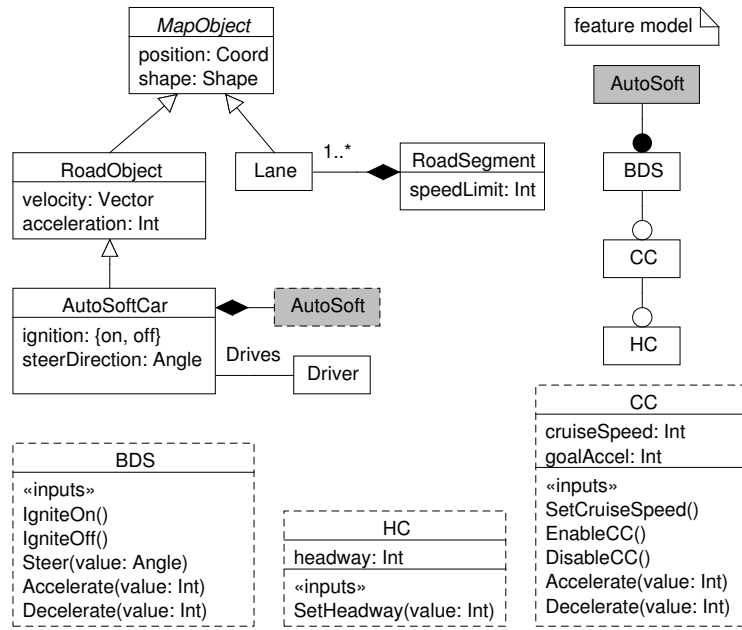 MapObject
position: Coord
shape: Shape
feature model
AutoSoft
BDS
CC
HC
RoadObject
velocity: Vector
acceleration: Int
Lane
1..*
RoadSegment
speedLimit: Int
AutoSoftCar
ignition: {on, off}
steerDirection: Angle
AutoSoft
Drives
Driver
BDS
«inputs»
IgniteOn()
IgniteOff()
Steer(value: Angle)
Accelerate(value: Int)
Decelerate(value: Int)
HC
headway: Int
«inputs»
SetHeadway(value: Int)
CC
cruiseSpeed: Int
goalAccel: Int
«inputs»
SetCruiseSpeed()
EnableCC()
DisableCC()
Accelerate(value: Int)
Decelerate(value: Int)